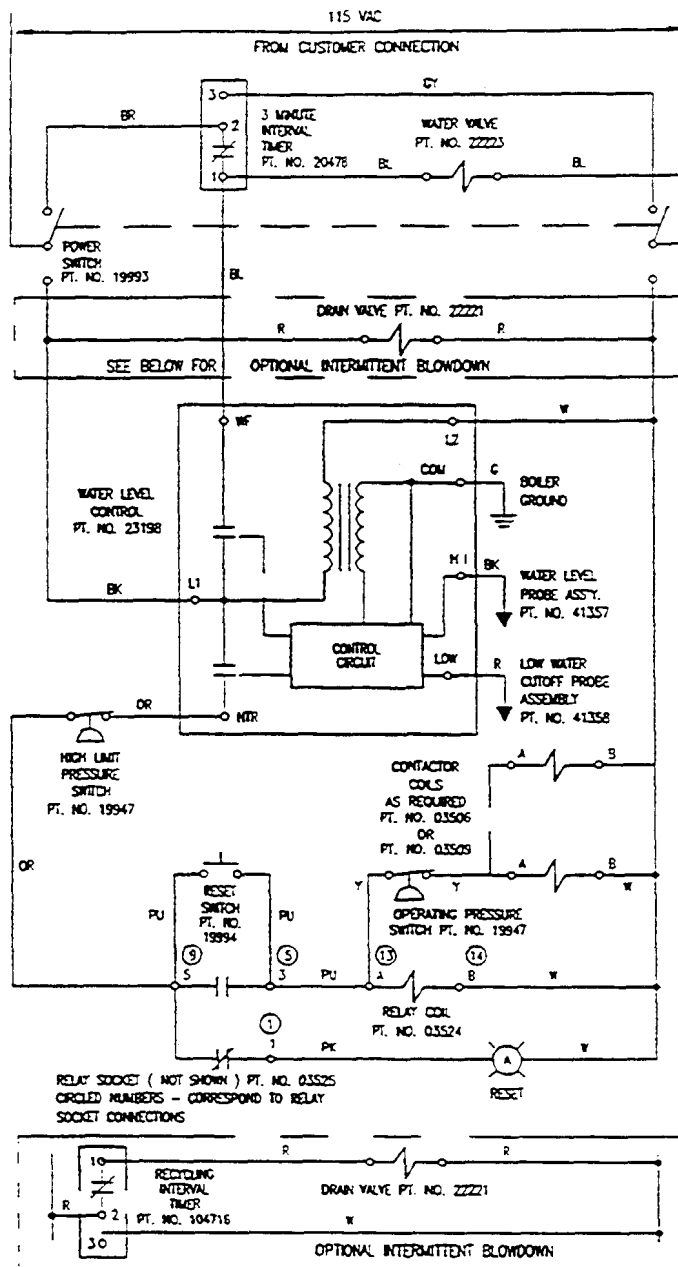 115 VAC
FROM CUSTOMER CONNECTION
3
GY
BR
2
3 MINUTE
INTERVAL
TIMER
PT. NO. 20478
WATER VALVE
PT. NO. 22223
1
BL
BL
POWER
SWITCH
PT. NO. 19993
BL
DRAIN VALVE PT. NO. 22221
R
R
SEE BELOW FOR OPTIONAL INTERMITTENT BLOWDOWN
WF
L2
W
WATER LEVEL
CONTROL
PT. NO. 23198
COM
G
BOILER
GROUND
L1
BK
M I
BK
WATER LEVEL
PROBE ASS'Y.
PT. NO. 41357
CONTROL
CIRCUIT
LOW
R
LOW WATER
CUTOFF PROBE
ASSEMBLY
PT. NO. 41358
OR
MTR
HIGH LIMIT
PRESSURE
SWITCH
PT. NO. 19947
CONTACTOR
COILS
AS REQUIRED
PT. NO. 03506
OR
PT. NO. 03509
A
B
OR
RESET
SWITCH
PT. NO.
19994
PU
PU
Y
Y
A
B
W
OPERATING PRESSURE
SWITCH PT. NO. 19947
9
5
13
14
5
3
PU
A
B
W
RELAY COIL
PT. NO. 03524
1
1
PK
A
W
RESET
RELAY SOCKET ( NOT SHOWN ) PT. NO. 03525
CIRCLED NUMBERS - CORRESPOND TO RELAY
SOCKET CONNECTIONS
1
R
R
RECYCLING
INTERVAL
TIMER
PT. NO. 104716
DRAIN VALVE PT. NO. 22221
R
2
W
3
OPTIONAL INTERMITTENT BLOWDOWN